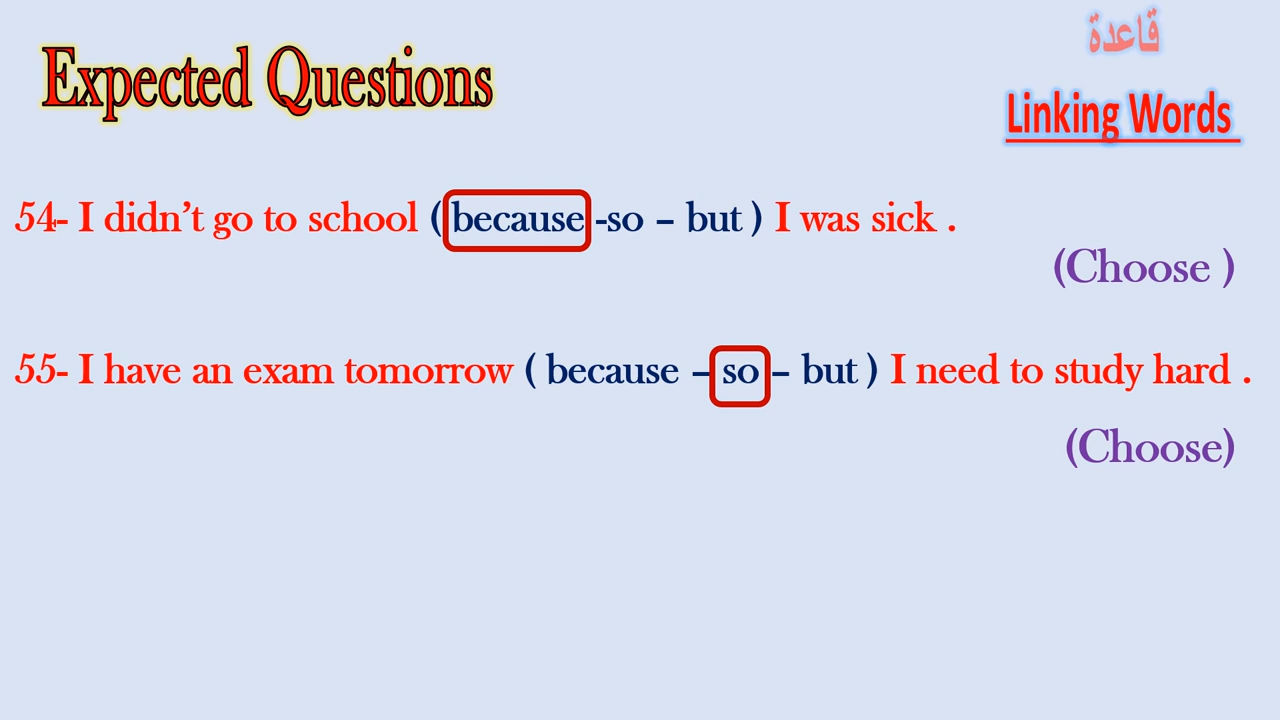 قاعدة
Expected Questions
Linking Words
54- I didn’t go to school ( because -so – but ) I was sick .
(Choose )
55- I have an exam tomorrow ( because – so – but ) I need to study hard .
(Choose)